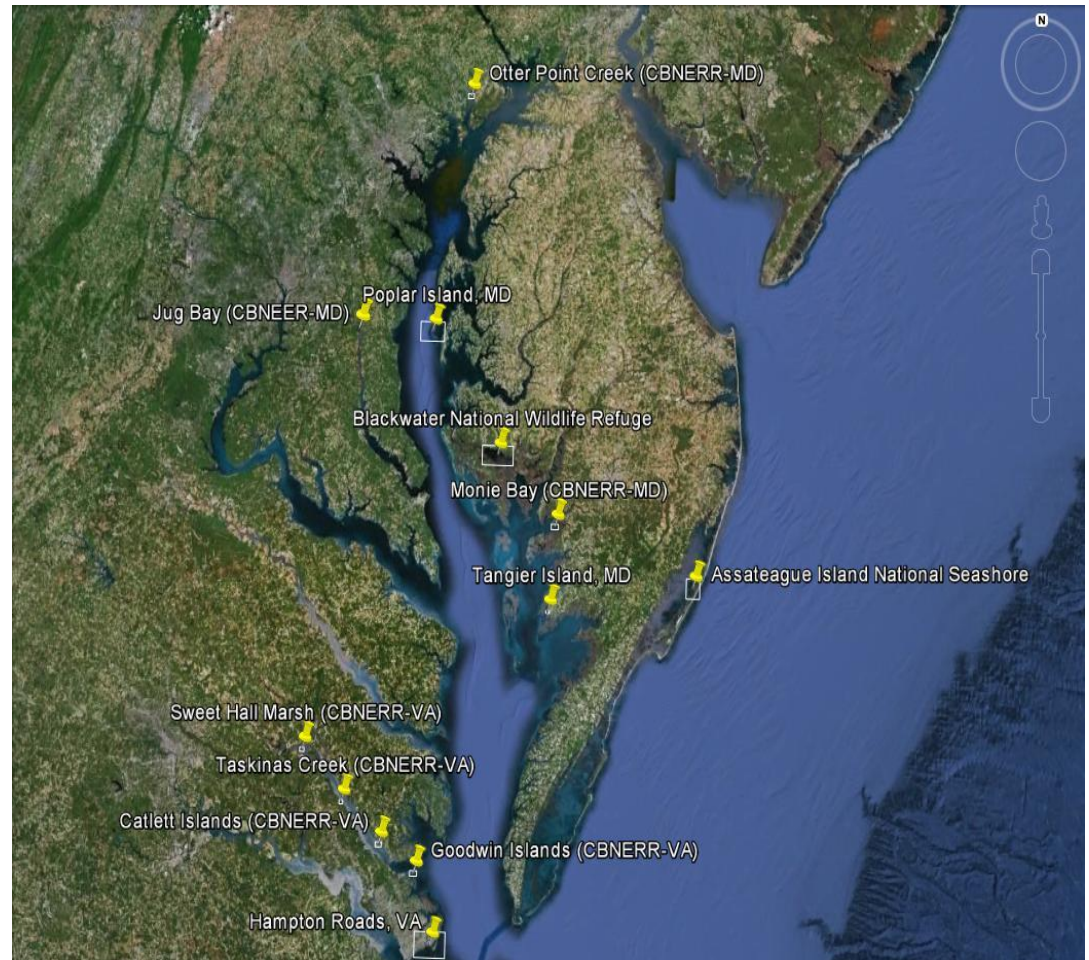 N
Otter Point Creek (CBNERR-MD)
Poplar Island, MD
Jug Bay (CBNEER-MD)
Blackwater National Wildlife Refuge
Monie Bay (CBNERR-MD)
Tangier Island, MD
Assateague Island National Seashore
Sweet Hall Marsh (CBNERR-VA)
Taskinas Creek (CBNERR-VA)
Catlett Islands (CBNERR-VA)
Goodwin Islands (CBNERR-VA)
Hampton Roads, VA